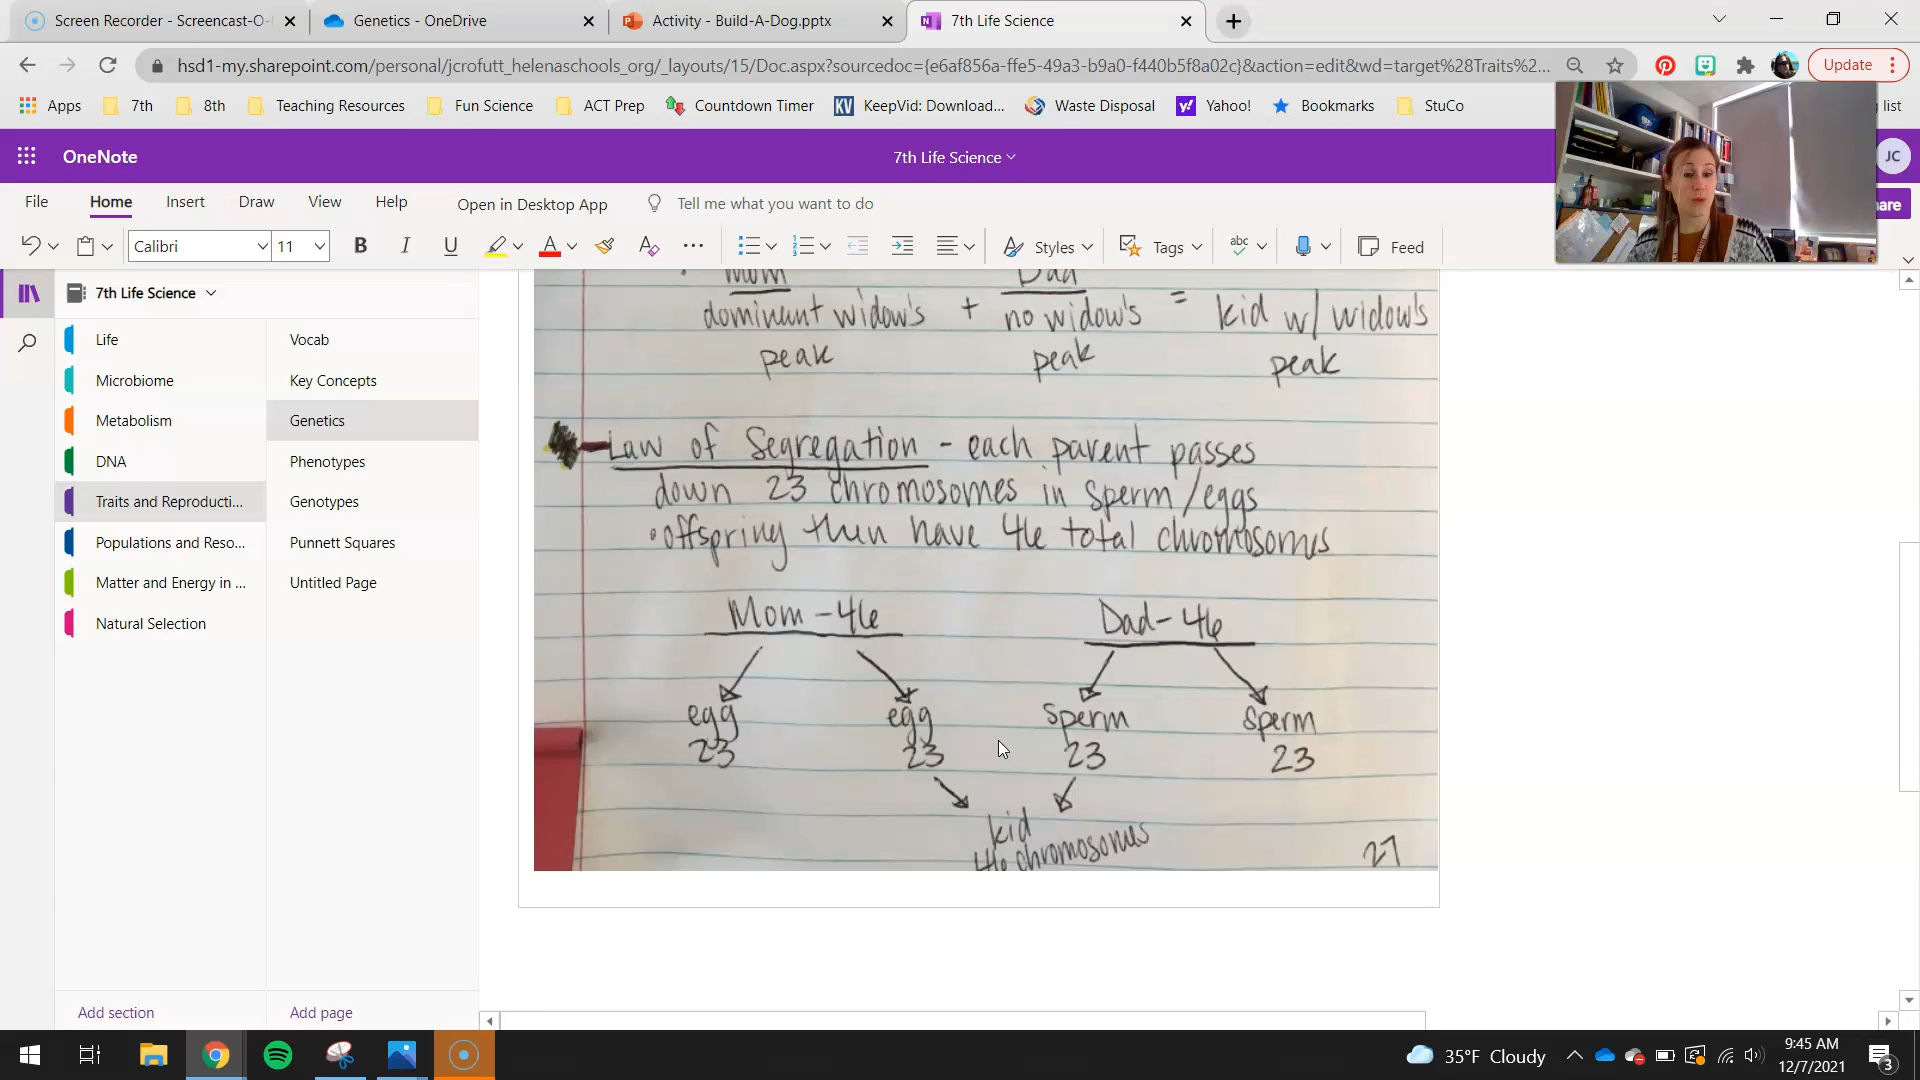 Screen Recorder - Screencast-O-
Genetics - OneDrive
Activity - Build-A-Dog.pptx
7th Life Science
hsd1-my.sharepoint.com/personal/jcrofutt_helenaschools_org/_layouts/15/Doc.aspx?sourcedoc={e6af856a-ffe5-49a3-b9a0-f440b5f8a02c}&action=edit&wd=target%28Traits%2...
Update
Apps
7th
8th
Teaching Resources
Fun Science
ACT Prep
Countdown Timer
KeepVid: Download...
Waste Disposal
Yahoo!
Bookmarks
StuCo
list
OneNote
7th Life Science
JC
File
Home
Insert
Draw
View
Help
Open in Desktop App
Tell me what you want to do
are
Calibri
11
B
I
U
A
A
abc
Styles
Tags
Feed
7th Life Science
Life
Microbiome
Metabolism
DNA
Traits and Reproducti...
Populations and Reso...
Matter and Energy in ...
Natural Selection
Add section
Vocab
Key Concepts
Genetics
Phenotypes
Genotypes
Punnett Squares
Untitled Page
Add page
Mom Dad
dominant widow's + no widow's = kid w/ widow's
peak peak peak
Law of Segregation - each parent passes
down 23 chromosomes in sperm/eggs
•offspring then have 46 total chromosomes
Mom - 46 Dad - 46
egg egg sperm sperm
23 23 23 23
kid
46 chromosomes
27
35°F Cloudy
9:45 AM
12/7/2021
3